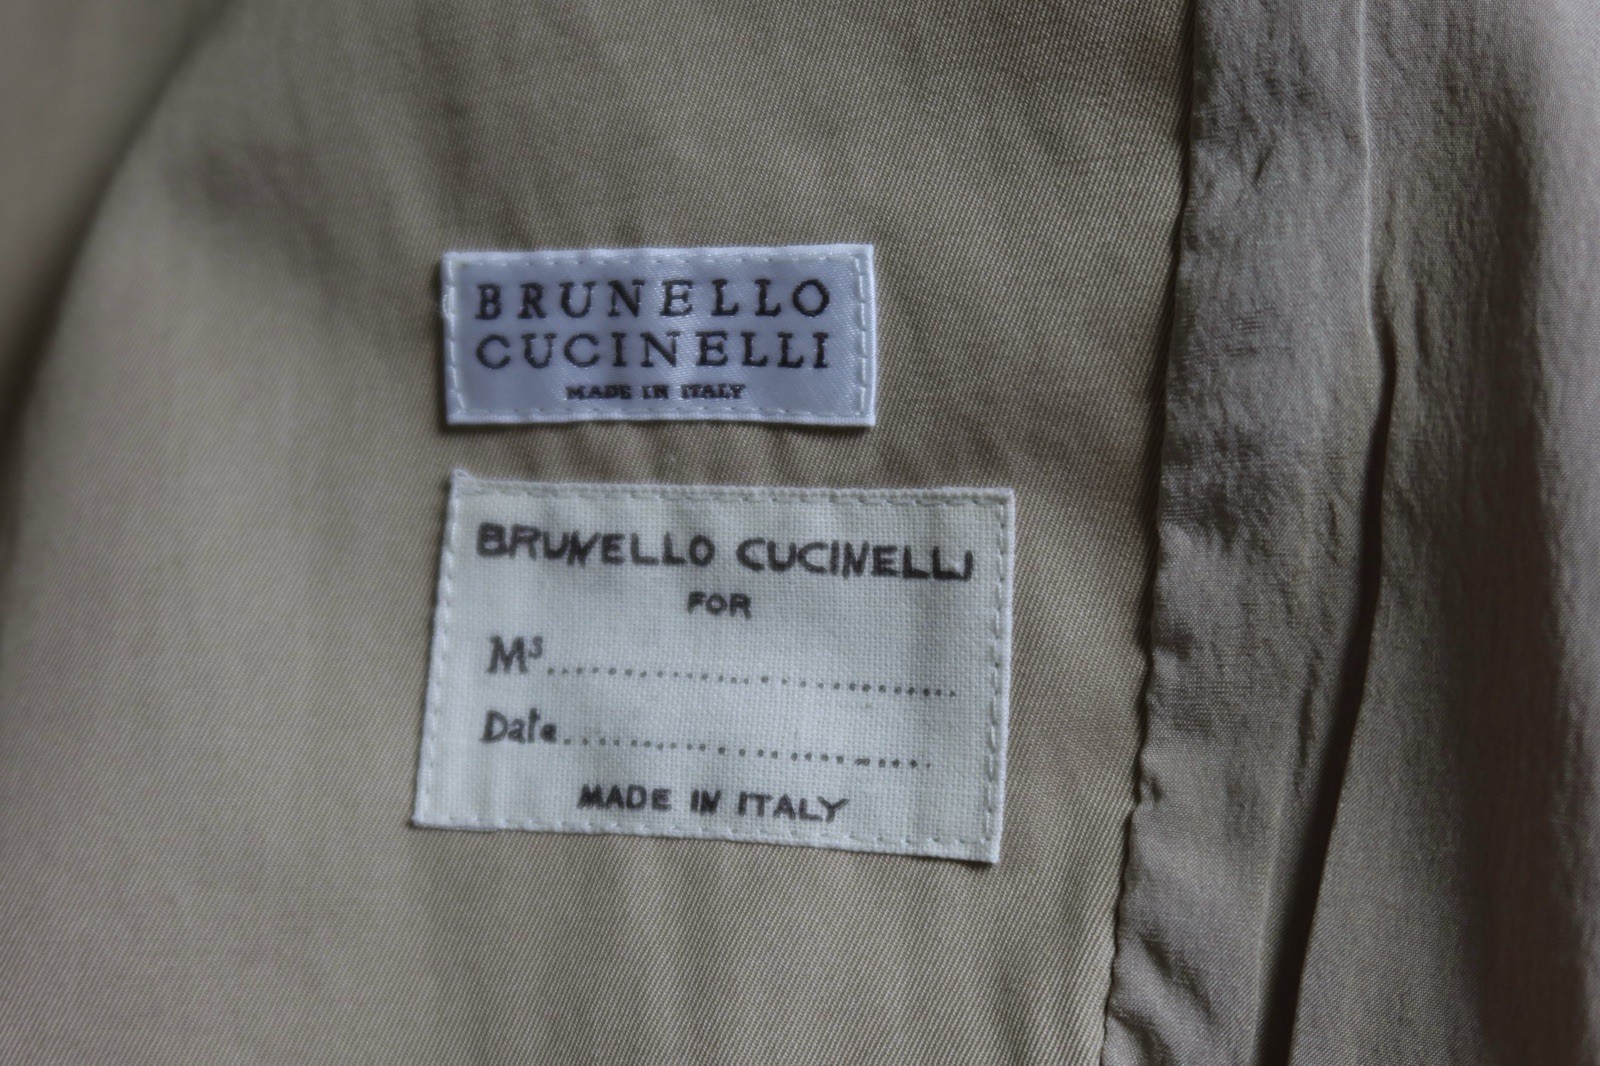 BRUNELLO
CUCINELLI
MADE IN ITALY
BRUNELLO CUCINELLI
FOR
Ms..............................
Date..............................
MADE IN ITALY